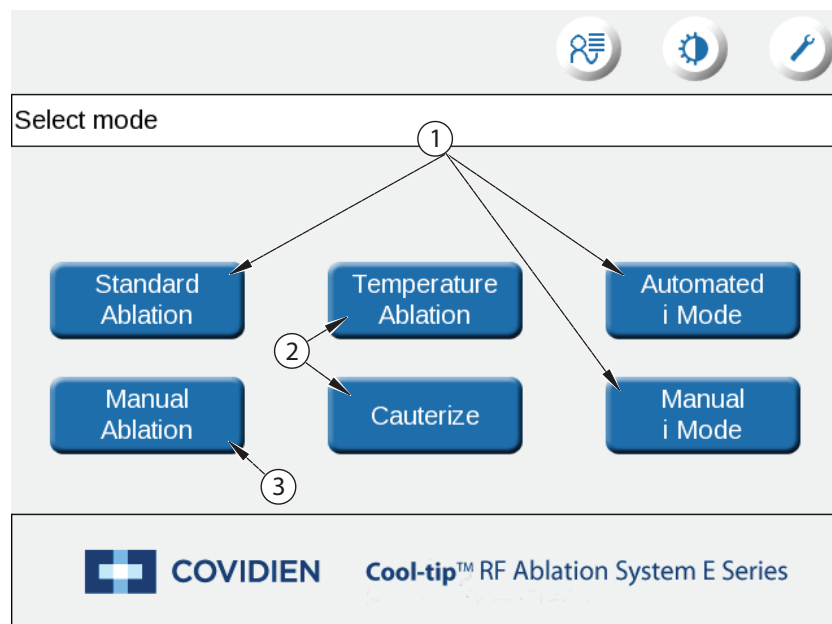 Select mode
1
Standard
Ablation
Temperature
Ablation
Automated
i Mode
2
Manual
Ablation
Cauterize
Manual
i Mode
3
COVIDIEN
Cool-tip™ RF Ablation System E Series